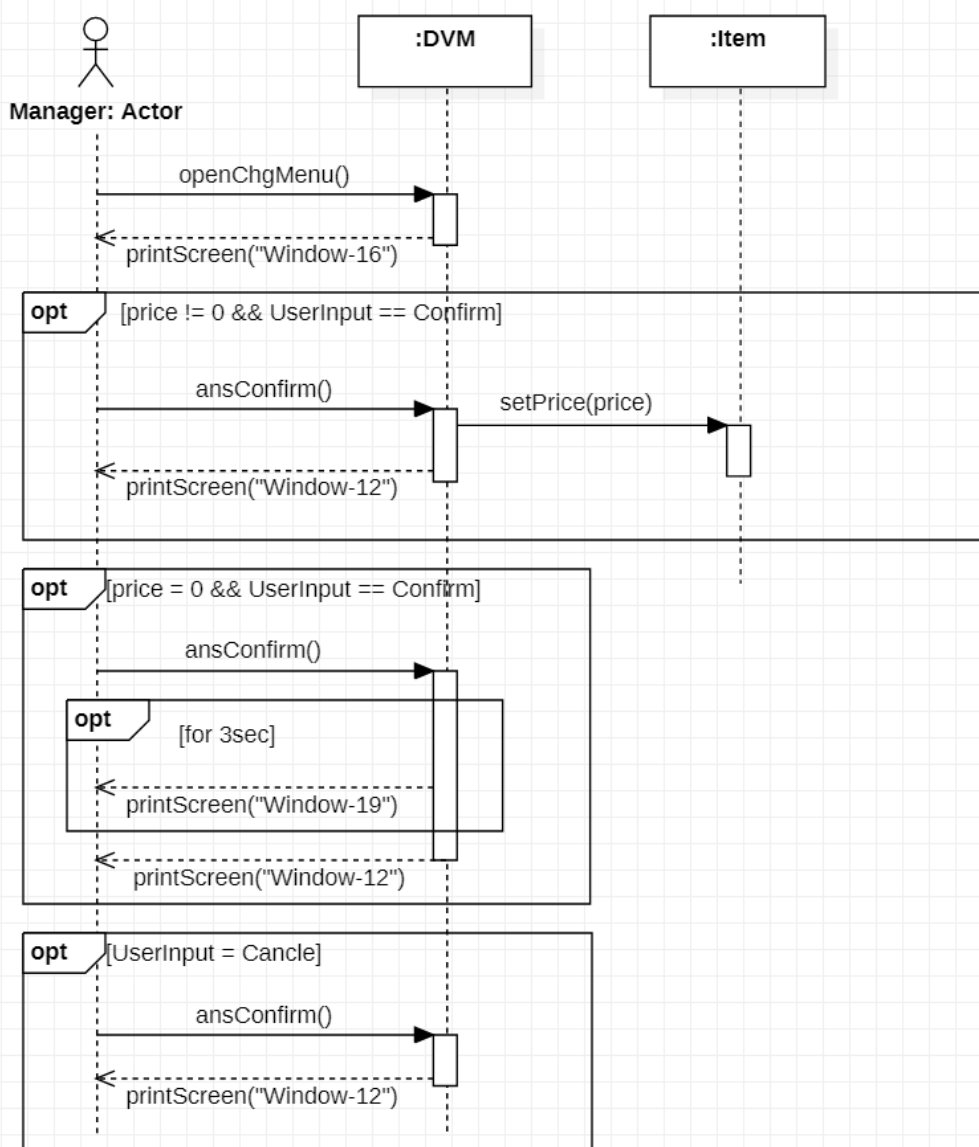 :DVM
:Item
Manager: Actor
openChgMenu()
printScreen("Window-16")
opt
[price != 0 && UserInput == Confirm]
ansConfirm()
setPrice(price)
printScreen("Window-12")
opt
[price = 0 && UserInput == Confirm]
ansConfirm()
opt
[for 3sec]
printScreen("Window-19")
printScreen("Window-12")
opt
[UserInput = Cancle]
ansConfirm()
printScreen("Window-12")